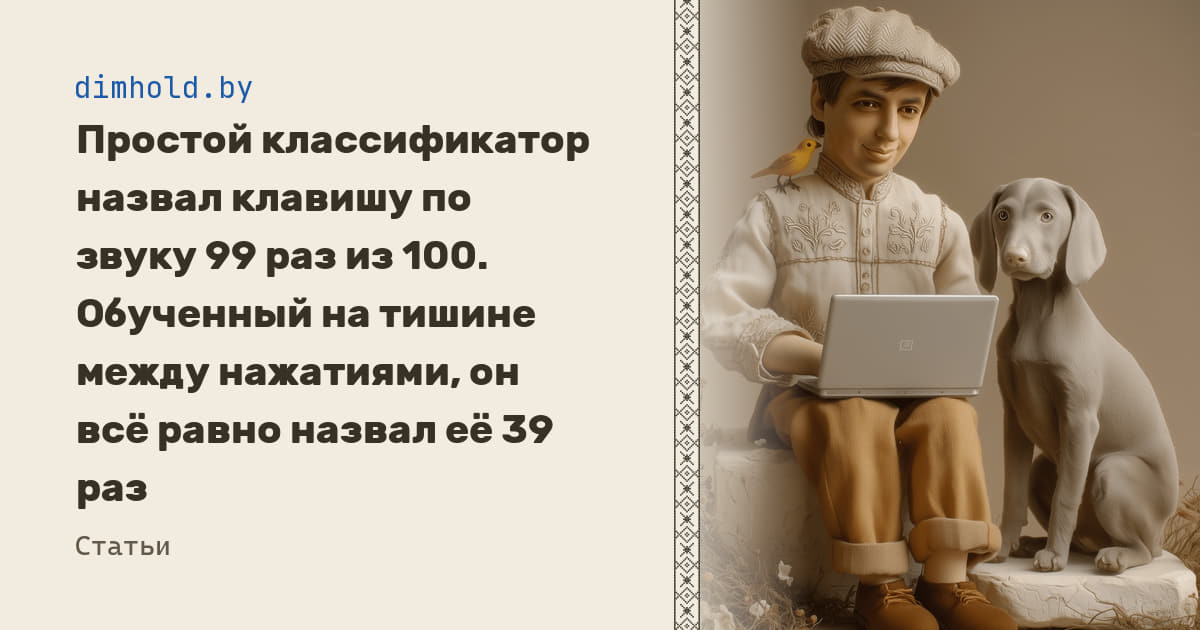 dimhold.by
Простой классификатор
назвал клавишу по
звуку 99 раз из 100.
Обученный на тишине
между нажатиями, он
всё равно назвал её 39
раз
Статьи